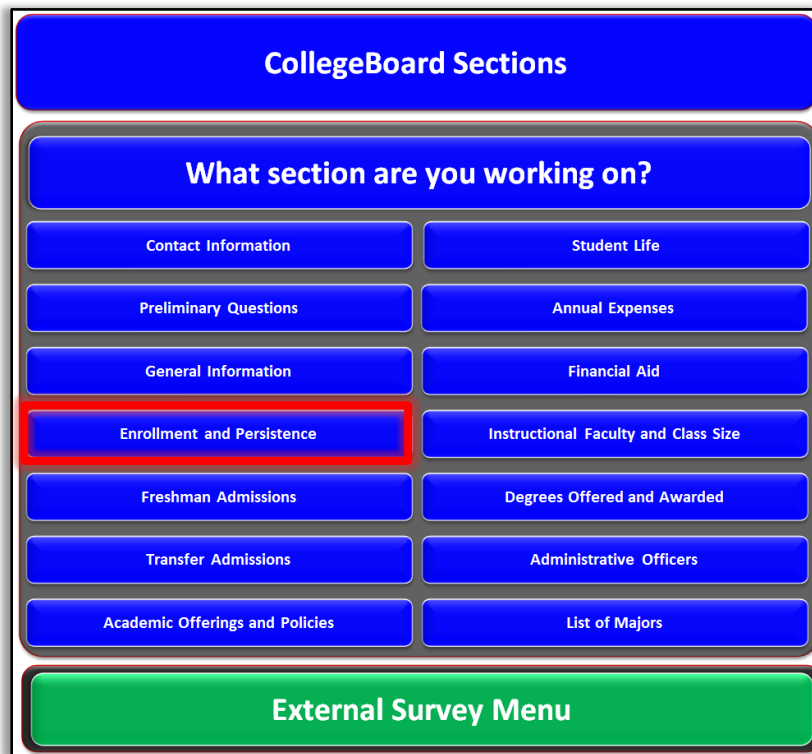 CollegeBoard Sections
What section are you working on?
Contact Information
Student Life
Preliminary Questions
Annual Expenses
General Information
Financial Aid
Enrollment and Persistence
Instructional Faculty and Class Size
Freshman Admissions
Degrees Offered and Awarded
Transfer Admissions
Administrative Officers
Academic Offerings and Policies
List of Majors
External Survey Menu